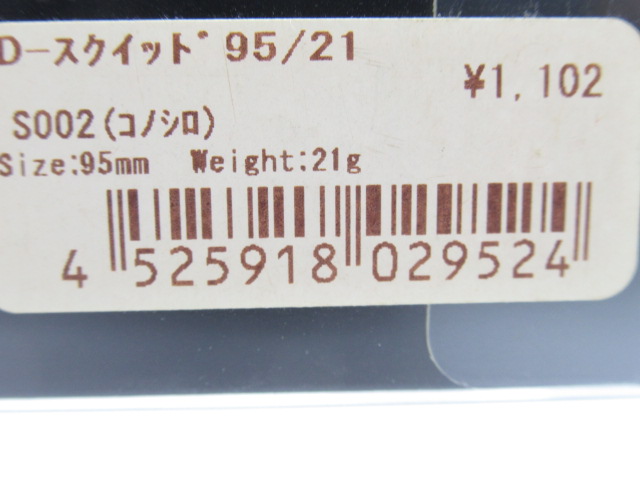 D-スクイッド 95/21
¥1,102
S002(コノシロ)
Size:95mm Weight:21g
4 525918 029524